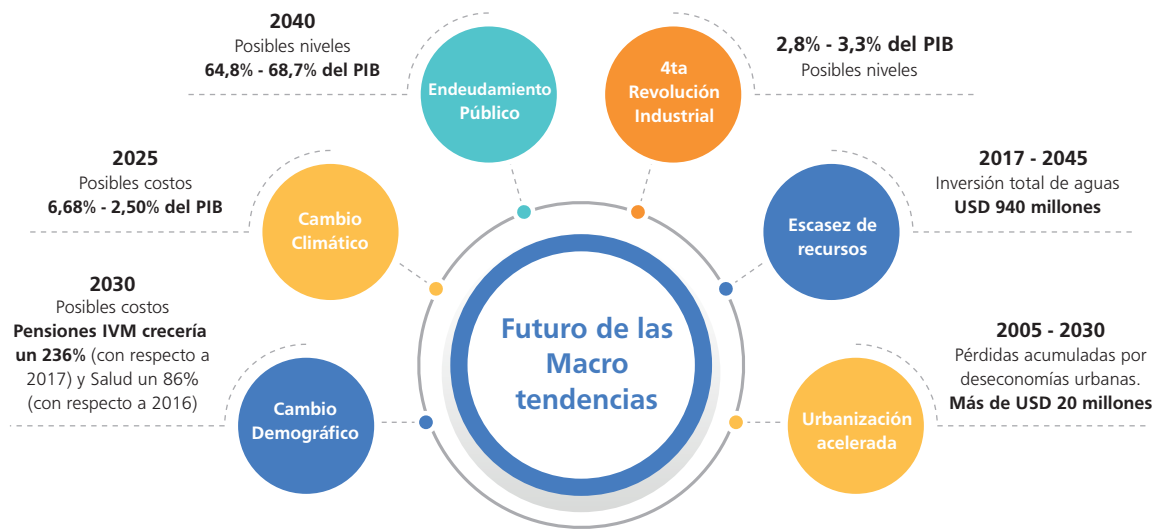 2040
Posibles niveles
64,8% - 68,7% del PIB
Endeudamiento
Público
4ta
Revolución
Industrial
2,8% - 3,3% del PIB
Posibles niveles
2025
Posibles costos
6,68% - 2,50% del PIB
Cambio
Climático
Escasez de
recursos
2017 - 2045
Inversión total de aguas
USD 940 millones
2030
Posibles costos
Pensiones IVM crecería
un 236% (con respecto a
2017) y Salud un 86%
(con respecto a 2016)
Cambio
Demográfico
Futuro de las
Macro
tendencias
Urbanización
acelerada
2005 - 2030
Pérdidas acumuladas por
deseconomías urbanas.
Más de USD 20 millones